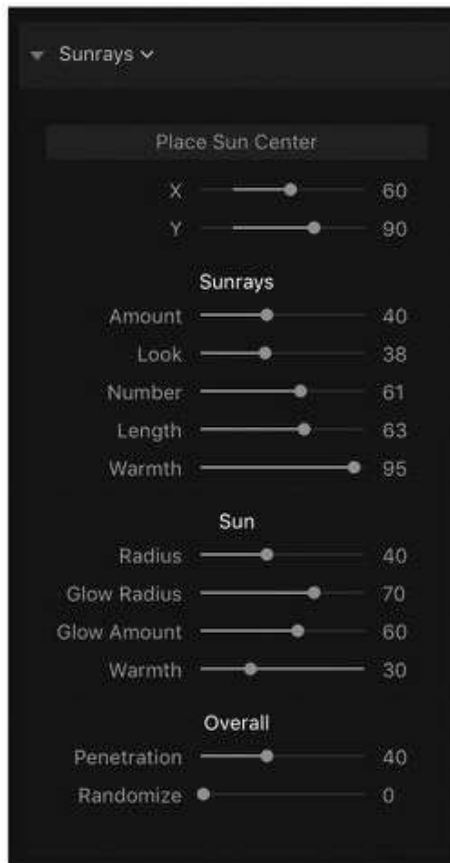 Sunrays
Place Sun Center
X 60
Y 90
Sunrays
Amount 40
Look 38
Number 61
Length 63
Warmth 95
Sun
Radius 40
Glow Radius 70
Glow Amount 60
Warmth 30
Overall
Penetration 40
Randomize 0